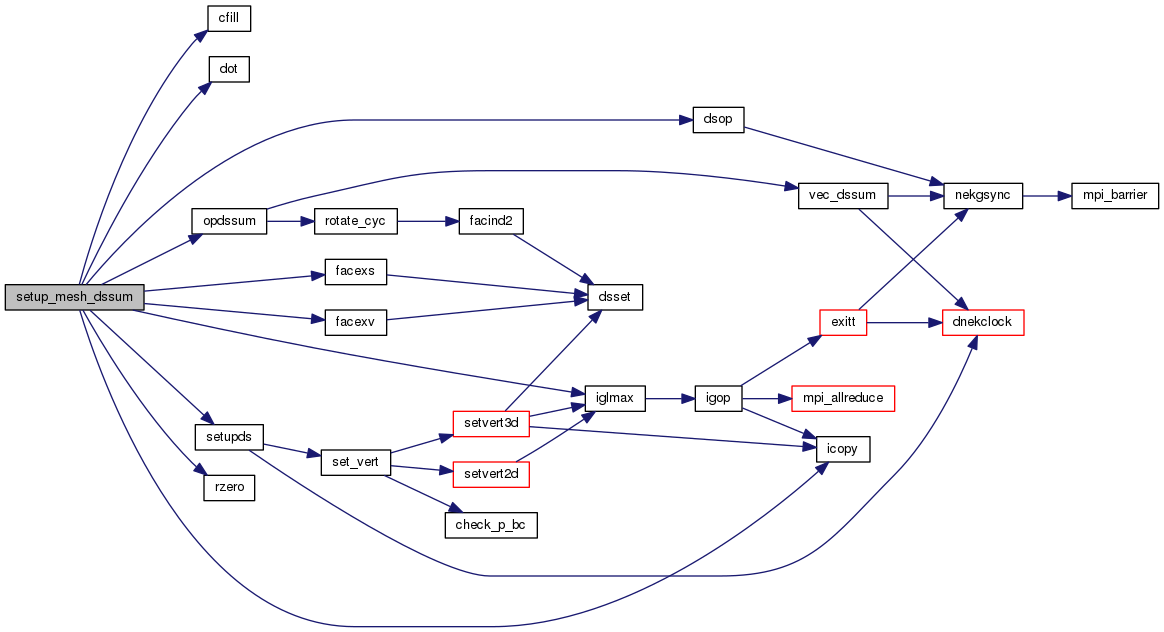 cfill
dot
dsop
vec_dssum
nekgsync
mpi_barrier
opdssum
rotate_cyc
facind2
facexs
setup_mesh_dssum
dsset
facexv
exitt
dnekclock
iglmax
igop
mpi_allreduce
setvert3d
setupds
icopy
set_vert
setvert2d
rzero
check_p_bc